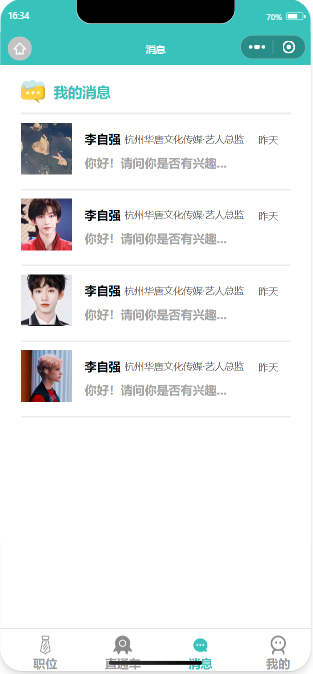 16:34
70%
消息
我的消息
李自强 杭州华唐文化传媒·艺人总监 昨天
你好！请问你是否有兴趣...
李自强 杭州华唐文化传媒·艺人总监 昨天
你好！请问你是否有兴趣...
李自强 杭州华唐文化传媒·艺人总监 昨天
你好！请问你是否有兴趣...
李自强 杭州华唐文化传媒·艺人总监 昨天
你好！请问你是否有兴趣...
职位 直通车 消息 我的